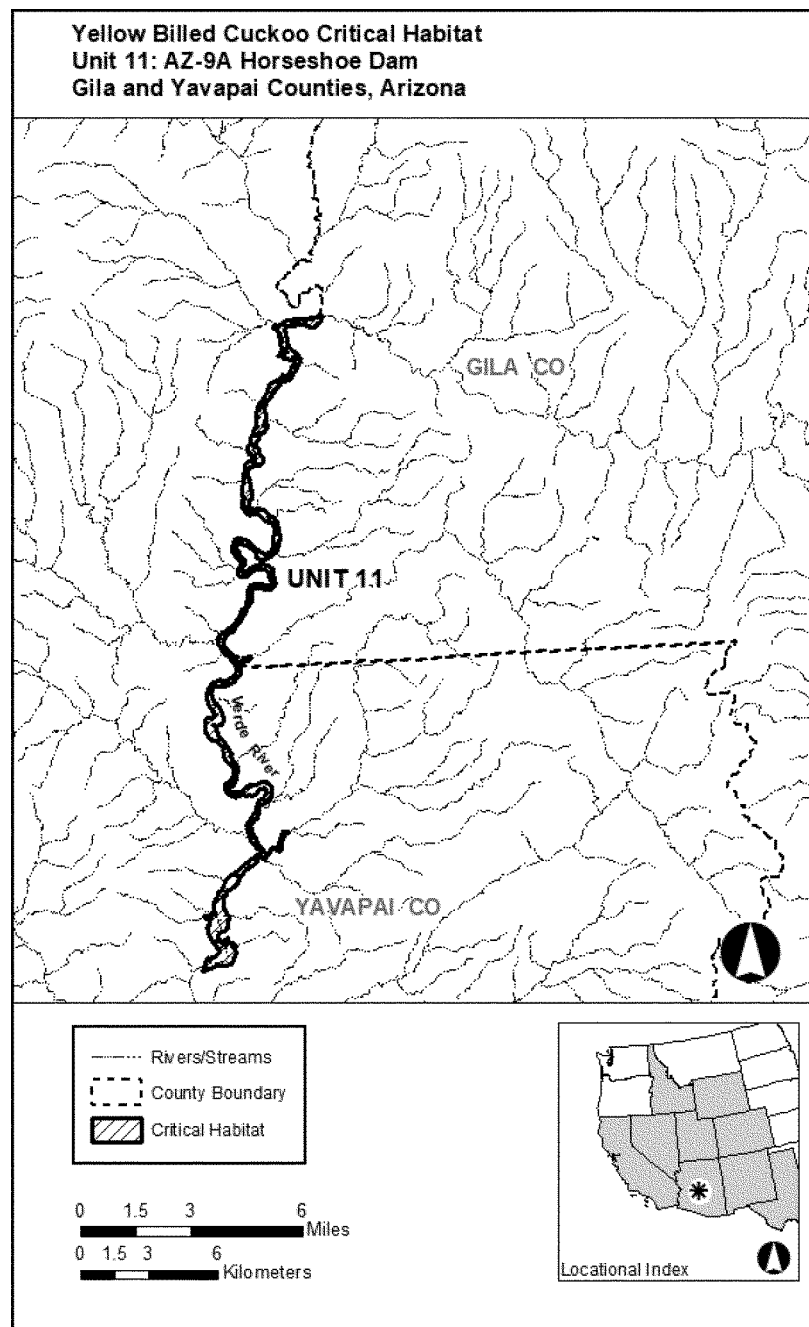 Yellow Billed Cuckoo Critical Habitat
Unit 11: AZ-9A Horseshoe Dam
Gila and Yavapai Counties, Arizona
GILA CO
UNIT 11
Verde River
YAVAPAI CO
Rivers/Streams
County Boundary
Critical Habitat
0 1.5 3 6
Miles
0 1.5 3 6
Kilometers
Locational Index